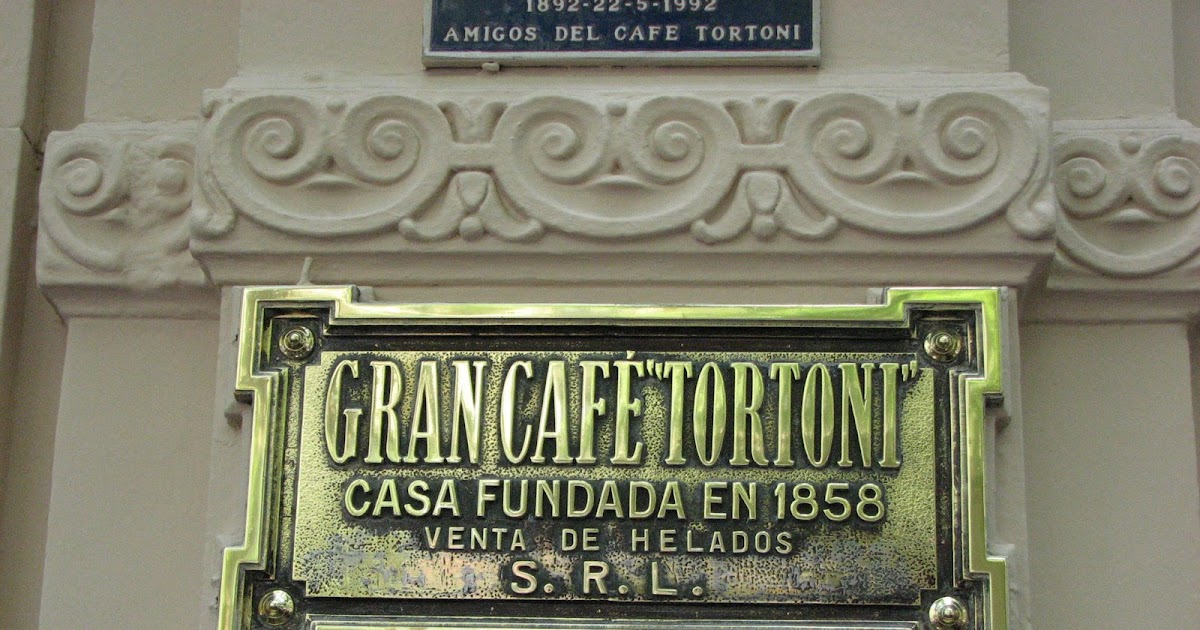 1892-22-5-1992
AMIGOS DEL CAFE TORTONI
GRAN CAFÉ "TORTONI"
CASA FUNDADA EN 1858
VENTA DE HELADOS
S. R. L.